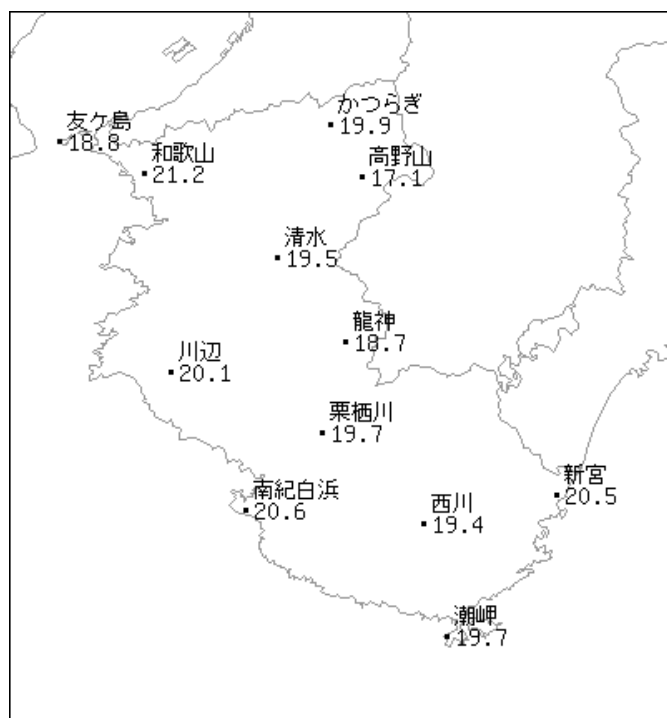 かつらぎ
19.9
友ケ島
18.8
和歌山
21.2
高野山
17.1
清水
19.5
龍神
18.7
川辺
20.1
栗栖川
19.7
新宮
20.5
南紀白浜
20.6
西川
19.4
潮岬
19.7